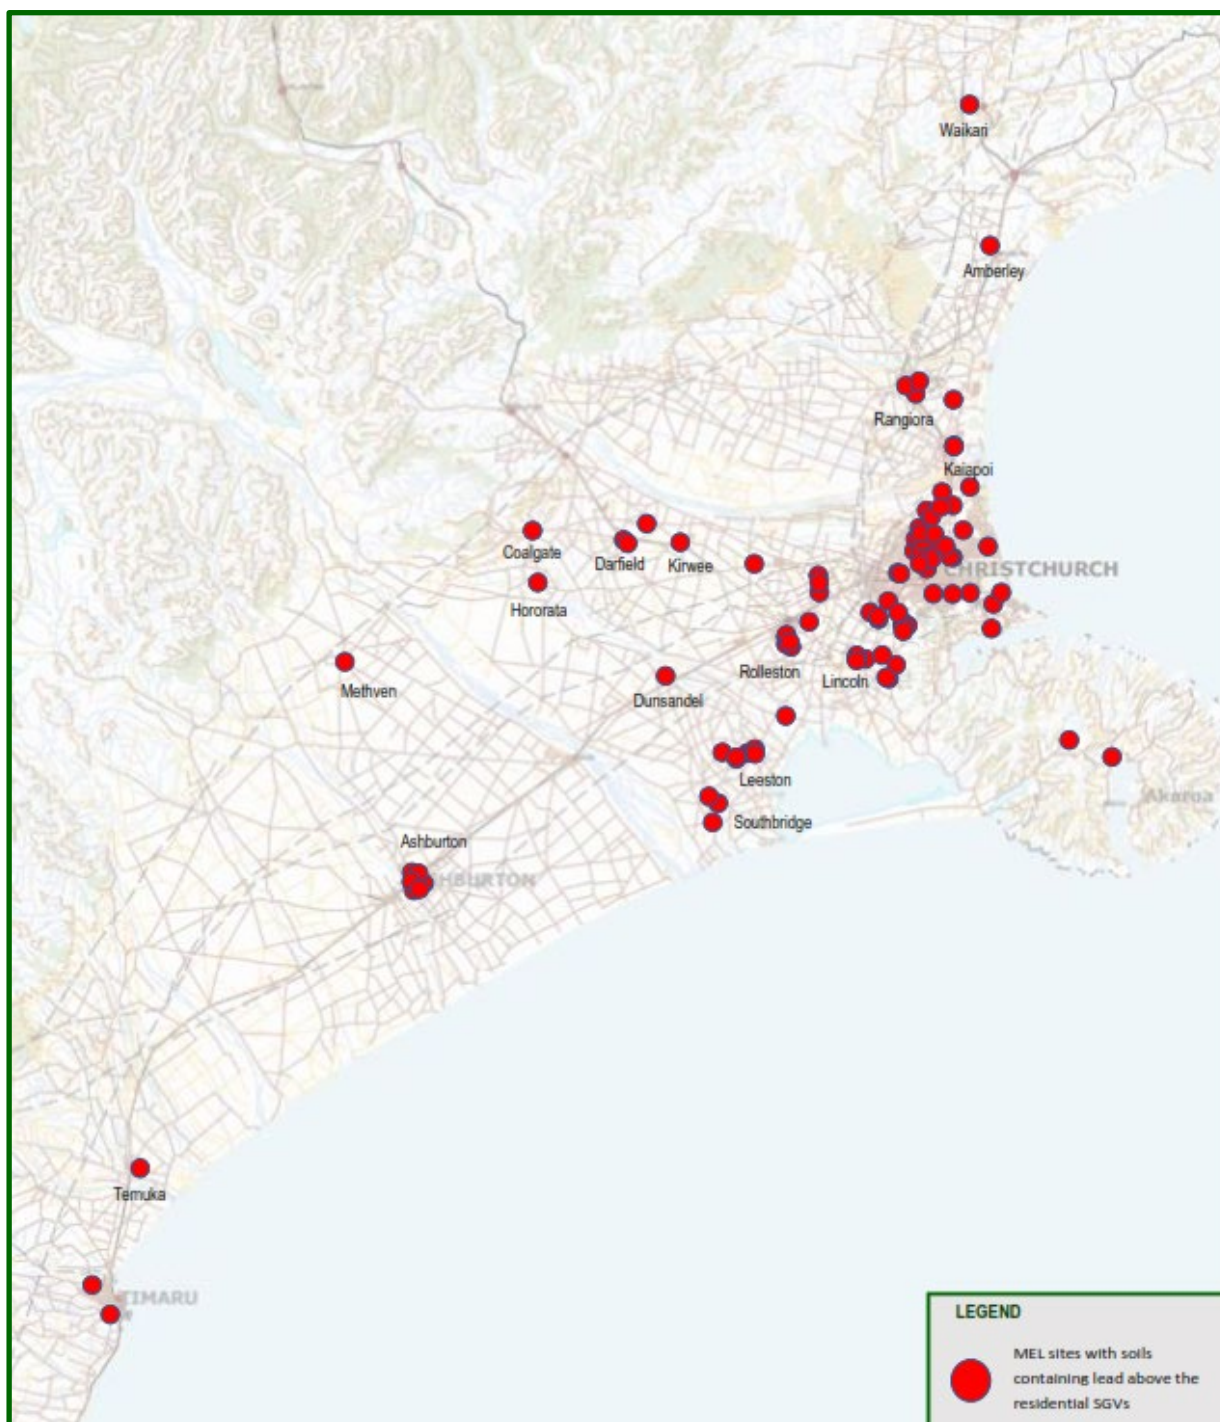 Waikari
Amberley
Rangiora
Kaiapoi
Coalgate
Darfield
Kirwee
CHRISTCHURCH
Hororata
Methven
Dunsandel
Rolleston
Lincoln
Leeston
Akaroa
Southbridge
Ashburton
HBURTON
Temuka
TIMARU
LEGEND
MEL sites with soils
containing lead above the
residential SGVs